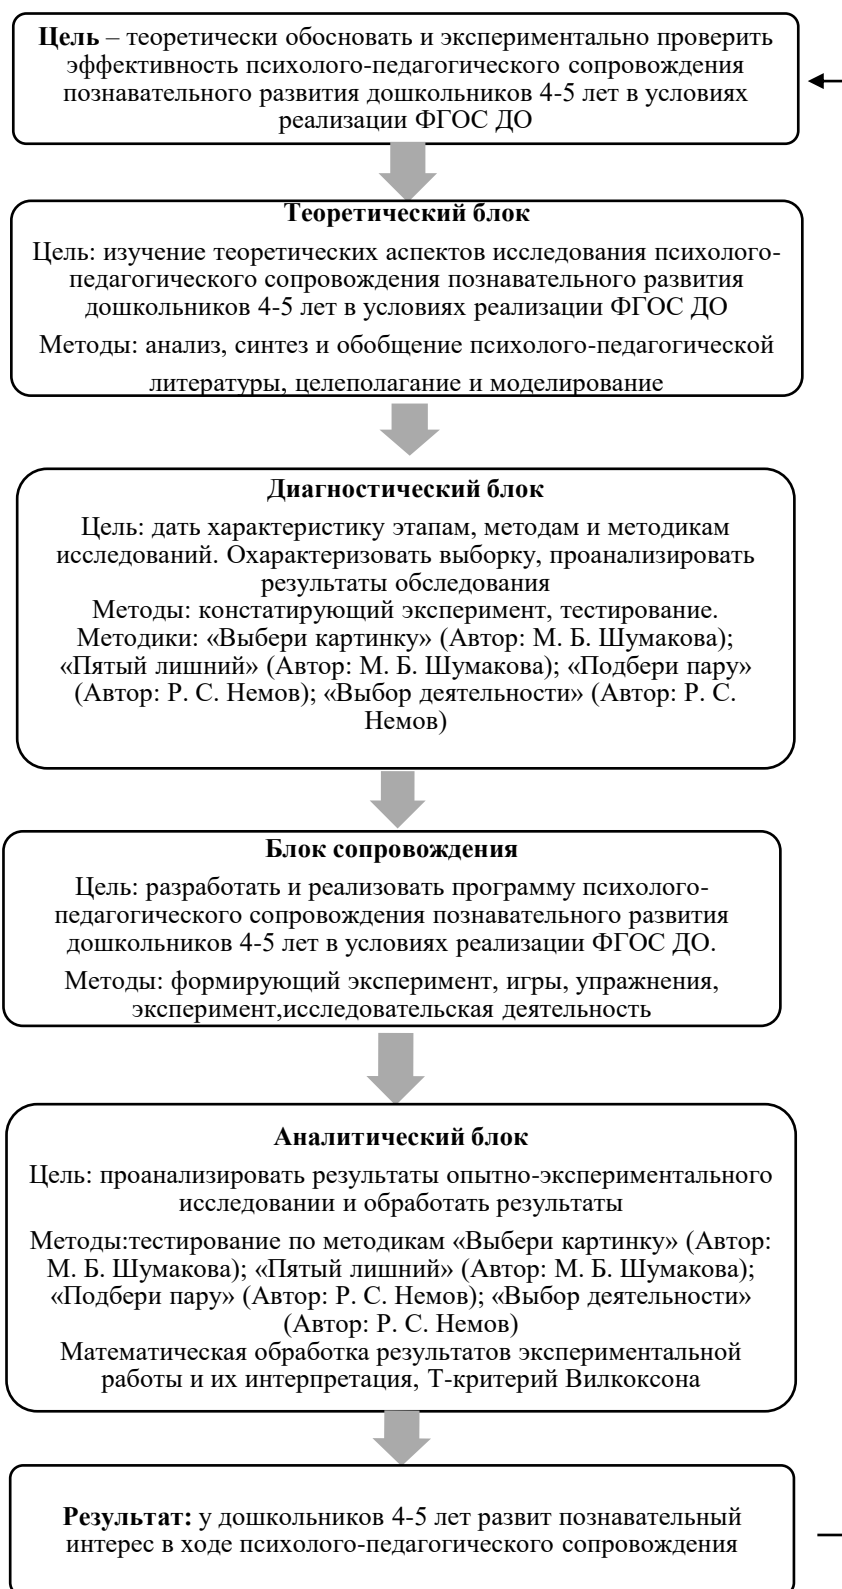 Цель – теоретически обосновать и экспериментально проверить
эффективность психолого-педагогического сопровождения
познавательного развития дошкольников 4-5 лет в условиях
реализации ФГОС ДО
Теоретический блок
Цель: изучение теоретических аспектов исследования психолого-
педагогического сопровождения познавательного развития
дошкольников 4-5 лет в условиях реализации ФГОС ДО
Методы: анализ, синтез и обобщение психолого-педагогической
литературы, целеполагание и моделирование
Диагностический блок
Цель: дать характеристику этапам, методам и методикам
исследований. Охарактеризовать выборку, проанализировать
результаты обследования
Методы: констатирующий эксперимент, тестирование.
Методики: «Выбери картинку» (Автор: М. Б. Шумакова);
«Пятый лишний» (Автор: М. Б. Шумакова); «Подбери пару»
(Автор: Р. С. Немов); «Выбор деятельности» (Автор: Р. С.
Немов)
Блок сопровождения
Цель: разработать и реализовать программу психолого-
педагогического сопровождения познавательного развития
дошкольников 4-5 лет в условиях реализации ФГОС ДО.
Методы: формирующий эксперимент, игры, упражнения,
эксперимент,исследовательская деятельность
Аналитический блок
Цель: проанализировать результаты опытно-экспериментального
исследовании и обработать результаты
Методы:тестирование по методикам «Выбери картинку» (Автор:
М. Б. Шумакова); «Пятый лишний» (Автор: М. Б. Шумакова);
«Подбери пару» (Автор: Р. С. Немов); «Выбор деятельности»
(Автор: Р. С. Немов)
Математическая обработка результатов экспериментальной
работы и их интерпретация, Т-критерий Вилкоксона
Результат: у дошкольников 4-5 лет развит познавательный
интерес в ходе психолого-педагогического сопровождения